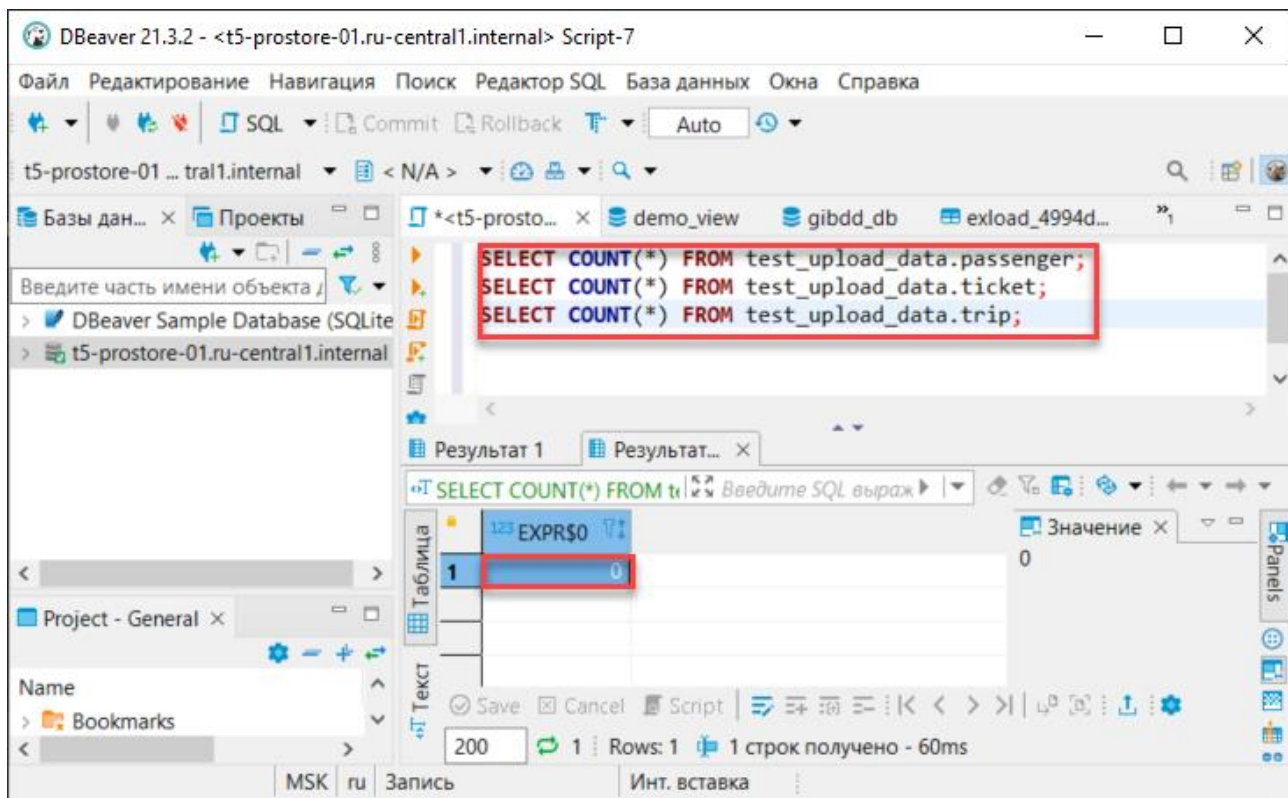 DBeaver 21.3.2 - <t5-prostore-01.ru-central1.internal> Script-7
Файл Редактирование Навигация Поиск Редактор SQL База данных Окна Справка
SQL Commit Rollback Auto
t5-prostore-01 ... tral1.internal < N/A >
Базы дан... Проекты
*<t5-prosto... demo_view gibdd_db exload_4994d... »1
Введите часть имени объекта
DBeaver Sample Database (SQLite
t5-prostore-01.ru-central1.internal
SELECT COUNT(*) FROM test_upload_data.passenger;
SELECT COUNT(*) FROM test_upload_data.ticket;
SELECT COUNT(*) FROM test_upload_data.trip;
Результат 1 Результат...
SELECT COUNT(*) FROM te Введите SQL выраж
Таблица
Текст
123 EXPR$0
1 0
Значение
0
Panels
Project - General
Name
Bookmarks
Save Cancel Script
200 1 Rows: 1 1 строк получено - 60ms
MSK ru Запись Инт. вставка